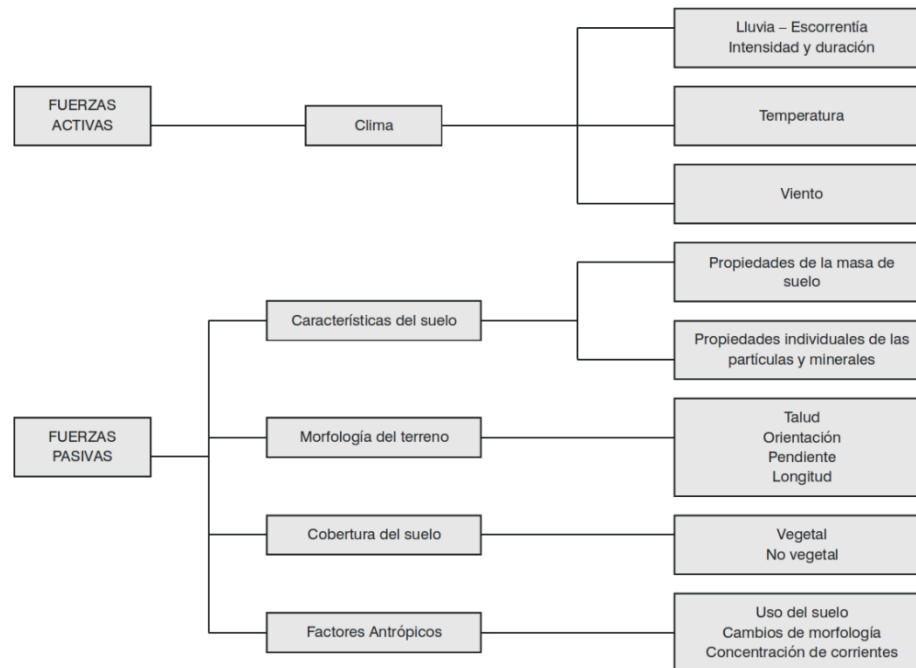 Lluvia – Escorrentía
Intensidad y duración
FUERZAS
ACTIVAS
Clima
Temperatura
Viento
Propiedades de la masa de
suelo
Características del suelo
Propiedades individuales de las
partículas y minerales
FUERZAS
PASIVAS
Morfología del terreno
Talud
Orientación
Pendiente
Longitud
Cobertura del suelo
Vegetal
No vegetal
Factores Antrópicos
Uso del suelo
Cambios de morfología
Concentración de corrientes